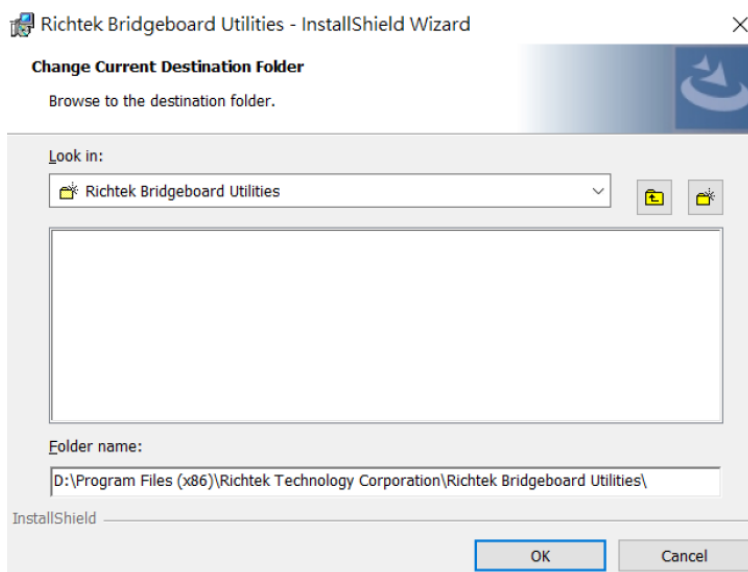 Richtek Bridgeboard Utilities - InstallShield Wizard
Change Current Destination Folder
Browse to the destination folder.
Look in:
Richtek Bridgeboard Utilities
Folder name:
D:\Program Files (x86)\Richtek Technology Corporation\Richtek Bridgeboard Utilities\
InstallShield
OK Cancel